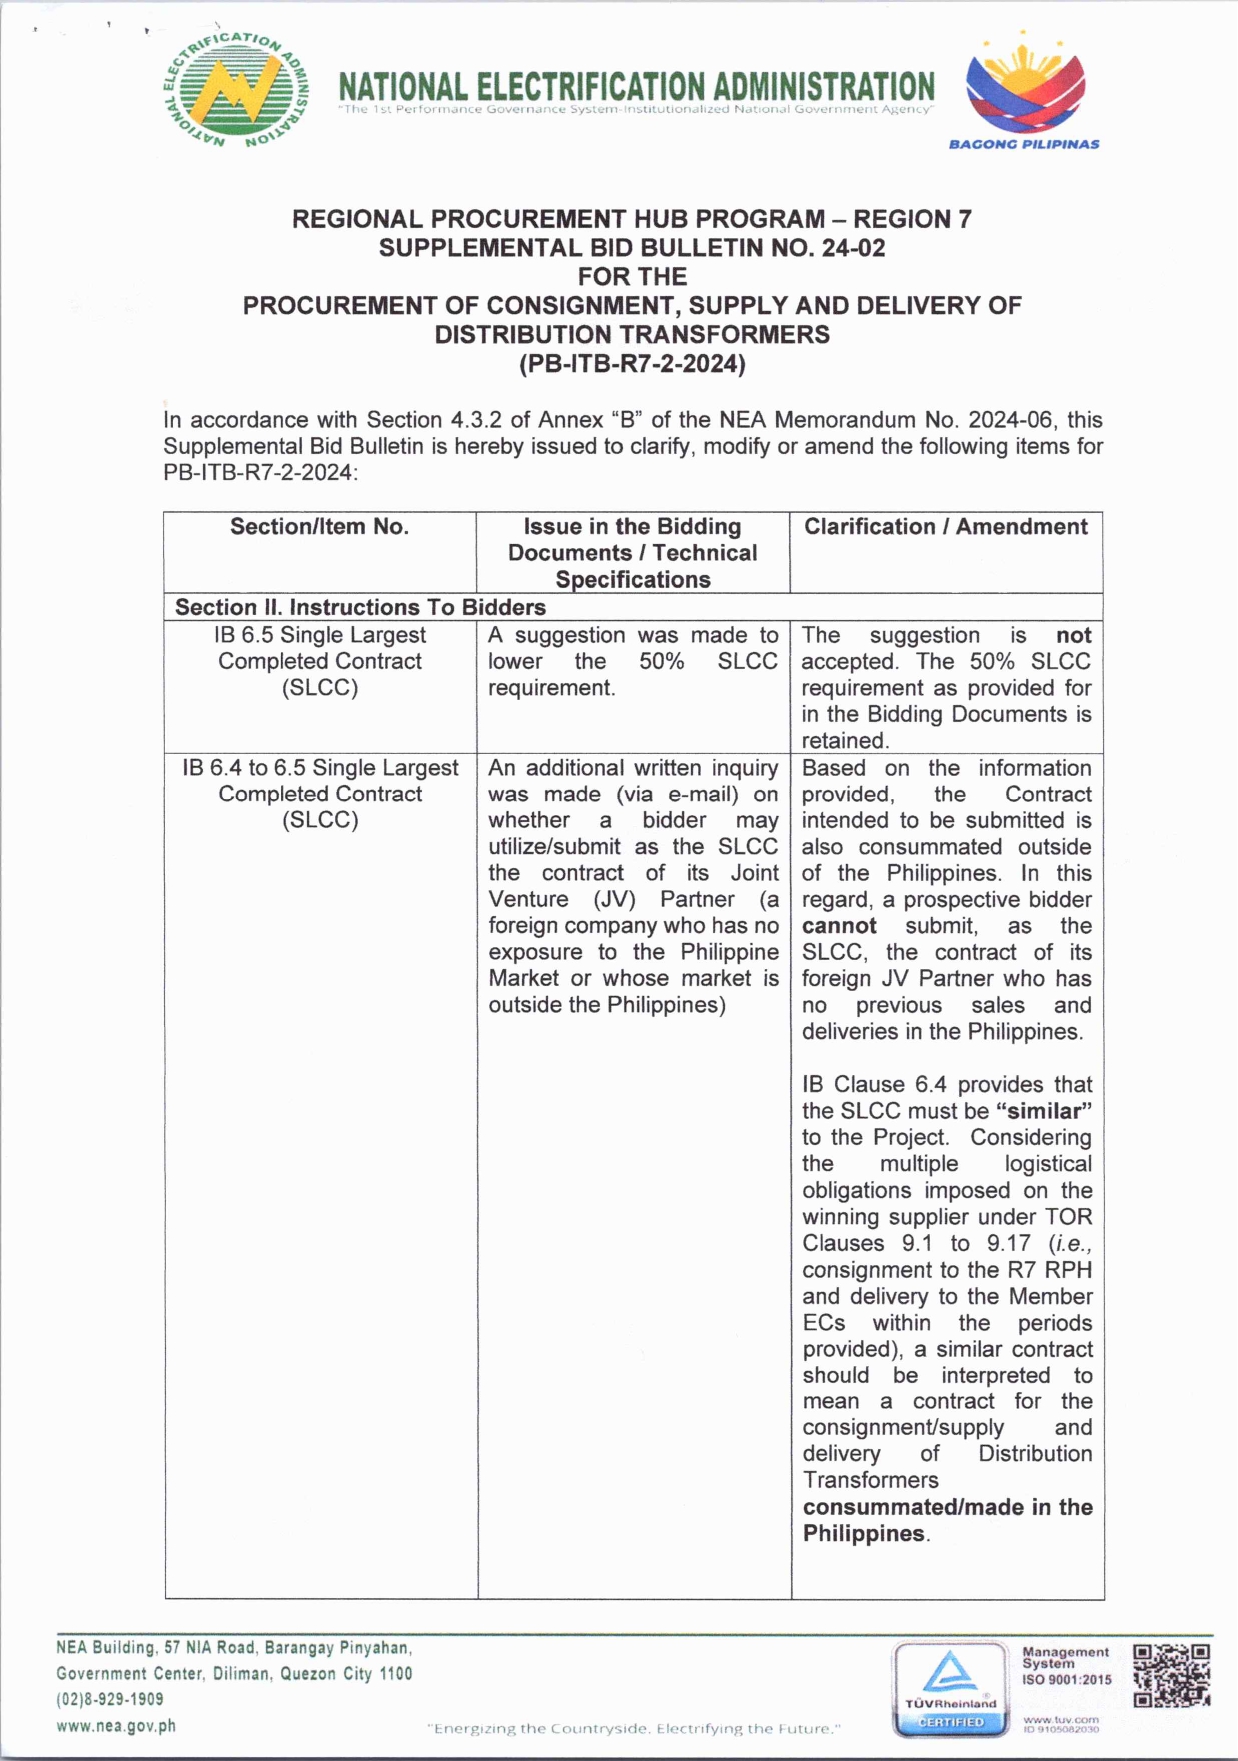 NATIONAL ELECTRIFICATION ADMINISTRATION
NATIONAL ELECTRIFICATION ADMINISTRATION
"The 1st Performance Governance System-Institutionalized National Government Agency"
BAGONG PILIPINAS
REGIONAL PROCUREMENT HUB PROGRAM – REGION 7
SUPPLEMENTAL BID BULLETIN NO. 24-02
FOR THE
PROCUREMENT OF CONSIGNMENT, SUPPLY AND DELIVERY OF
DISTRIBUTION TRANSFORMERS
(PB-ITB-R7-2-2024)
In accordance with Section 4.3.2 of Annex “B” of the NEA Memorandum No. 2024-06, this
Supplemental Bid Bulletin is hereby issued to clarify, modify or amend the following items for
PB-ITB-R7-2-2024:
Section/Item No.
Issue in the Bidding
Documents / Technical
Specifications
Clarification / Amendment
Section II. Instructions To Bidders
IB 6.5 Single Largest
Completed Contract
(SLCC)
A suggestion was made to
lower the 50% SLCC
requirement.
The suggestion is not
accepted. The 50% SLCC
requirement as provided for
in the Bidding Documents is
retained.
IB 6.4 to 6.5 Single Largest
Completed Contract
(SLCC)
An additional written inquiry
was made (via e-mail) on
whether a bidder may
utilize/submit as the SLCC
the contract of its Joint
Venture (JV) Partner (a
foreign company who has no
exposure to the Philippine
Market or whose market is
outside the Philippines)
Based on the information
provided, the Contract
intended to be submitted is
also consummated outside
of the Philippines. In this
regard, a prospective bidder
cannot submit, as the
SLCC, the contract of its
foreign JV Partner who has
no previous sales and
deliveries in the Philippines.
IB Clause 6.4 provides that
the SLCC must be “similar”
to the Project. Considering
the multiple logistical
obligations imposed on the
winning supplier under TOR
Clauses 9.1 to 9.17 (i.e.,
consignment to the R7 RPH
and delivery to the Member
ECs within the periods
provided), a similar contract
should be interpreted to
mean a contract for the
consignment/supply and
delivery of Distribution
Transformers
consummated/made in the
Philippines.
NEA Building, 57 NIA Road, Barangay Pinyahan,
Government Center, Diliman, Quezon City 1100
(02)8-929-1909
www.nea.gov.ph
"Energizing the Countryside. Electrifying the Future."
TÜVRheinland®
CERTIFIED
Management
System
ISO 9001:2015
www.tuv.com
ID 9105082030